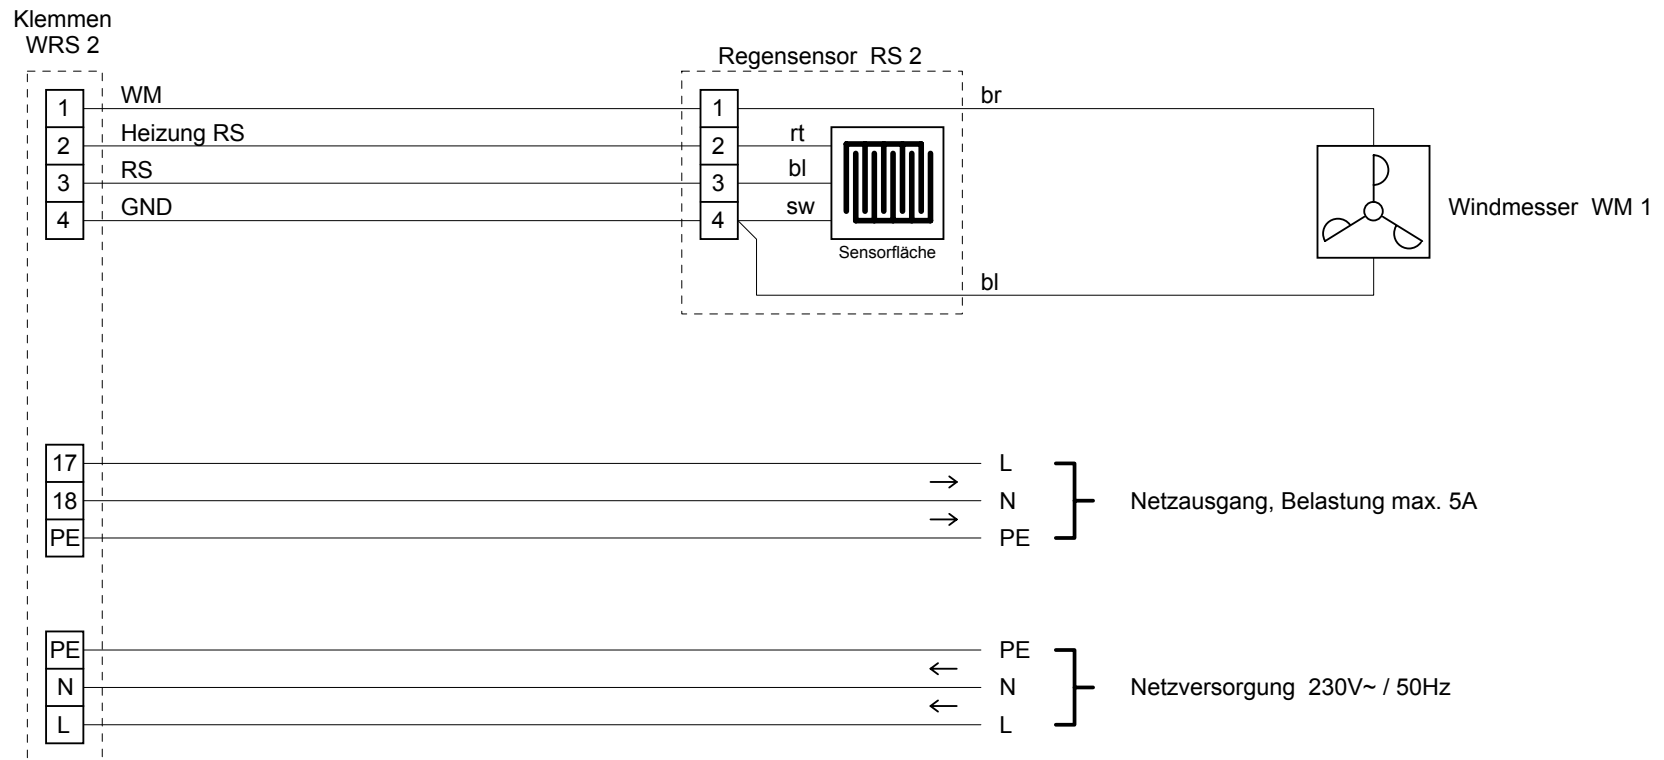 Klemmen
WRS 2
Regensensor RS 2
1 WM 1 br
2 Heizung RS 2 rt
3 RS 3 bl
4 GND 4 sw
Sensorfläche
Windmesser WM 1
bl
17 L
18 N Netzausgang, Belastung max. 5A
PE PE
PE PE
N N Netzversorgung 230V~ / 50Hz
L L